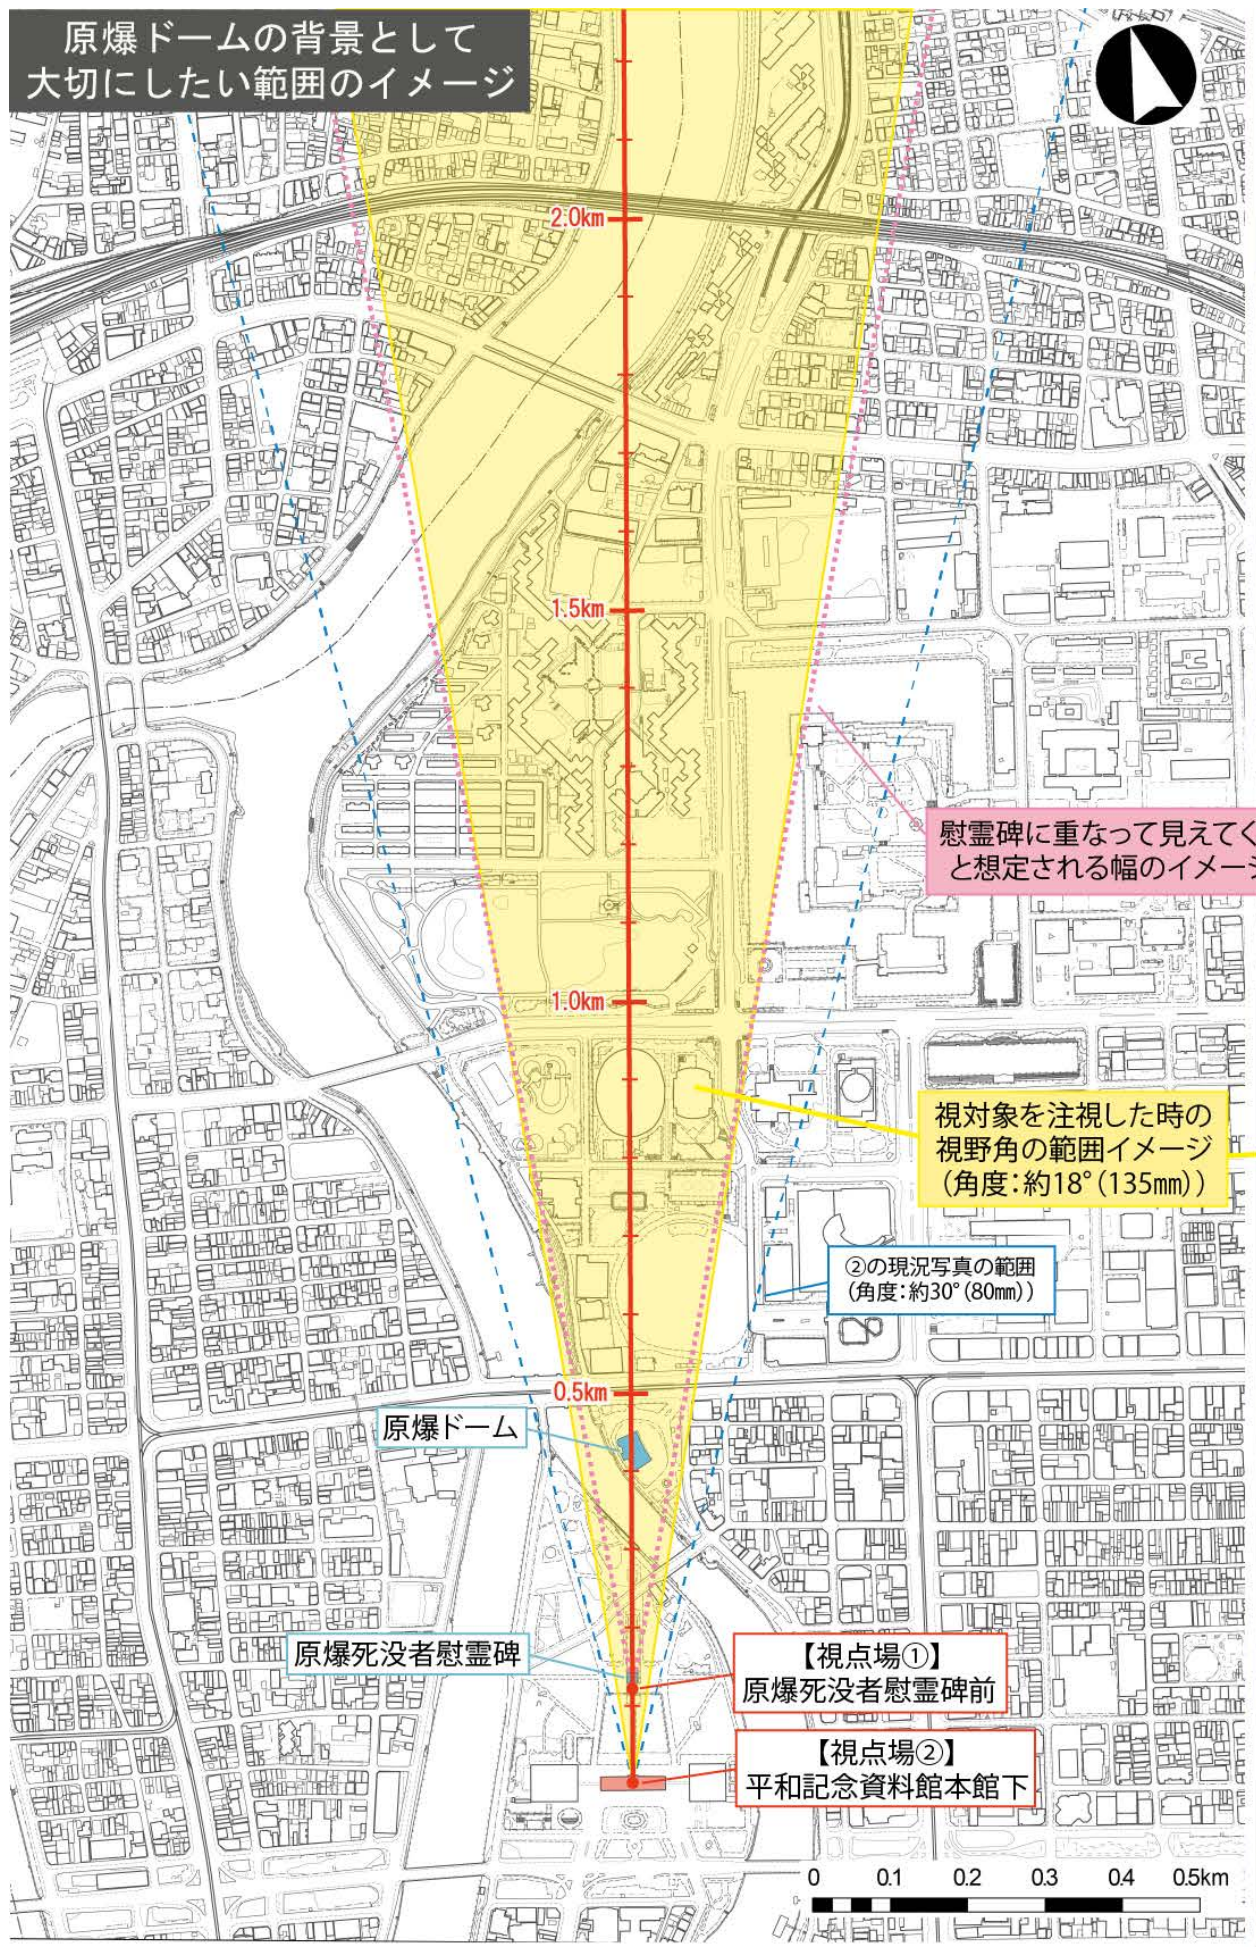 原爆ドームの背景として
大切にしたい範囲のイメージ
2.0km
1.5km
慰霊碑に重なって見えてく
と想定される幅のイメージ
1.0km
視対象を注視した時の
視野角の範囲イメージ
(角度:約18°(135mm))
②の現況写真の範囲
(角度:約30°(80mm))
0.5km
原爆ドーム
原爆死没者慰霊碑
【視点場①】
原爆死没者慰霊碑前
【視点場②】
平和記念資料館本館下
0 0.1 0.2 0.3 0.4 0.5km